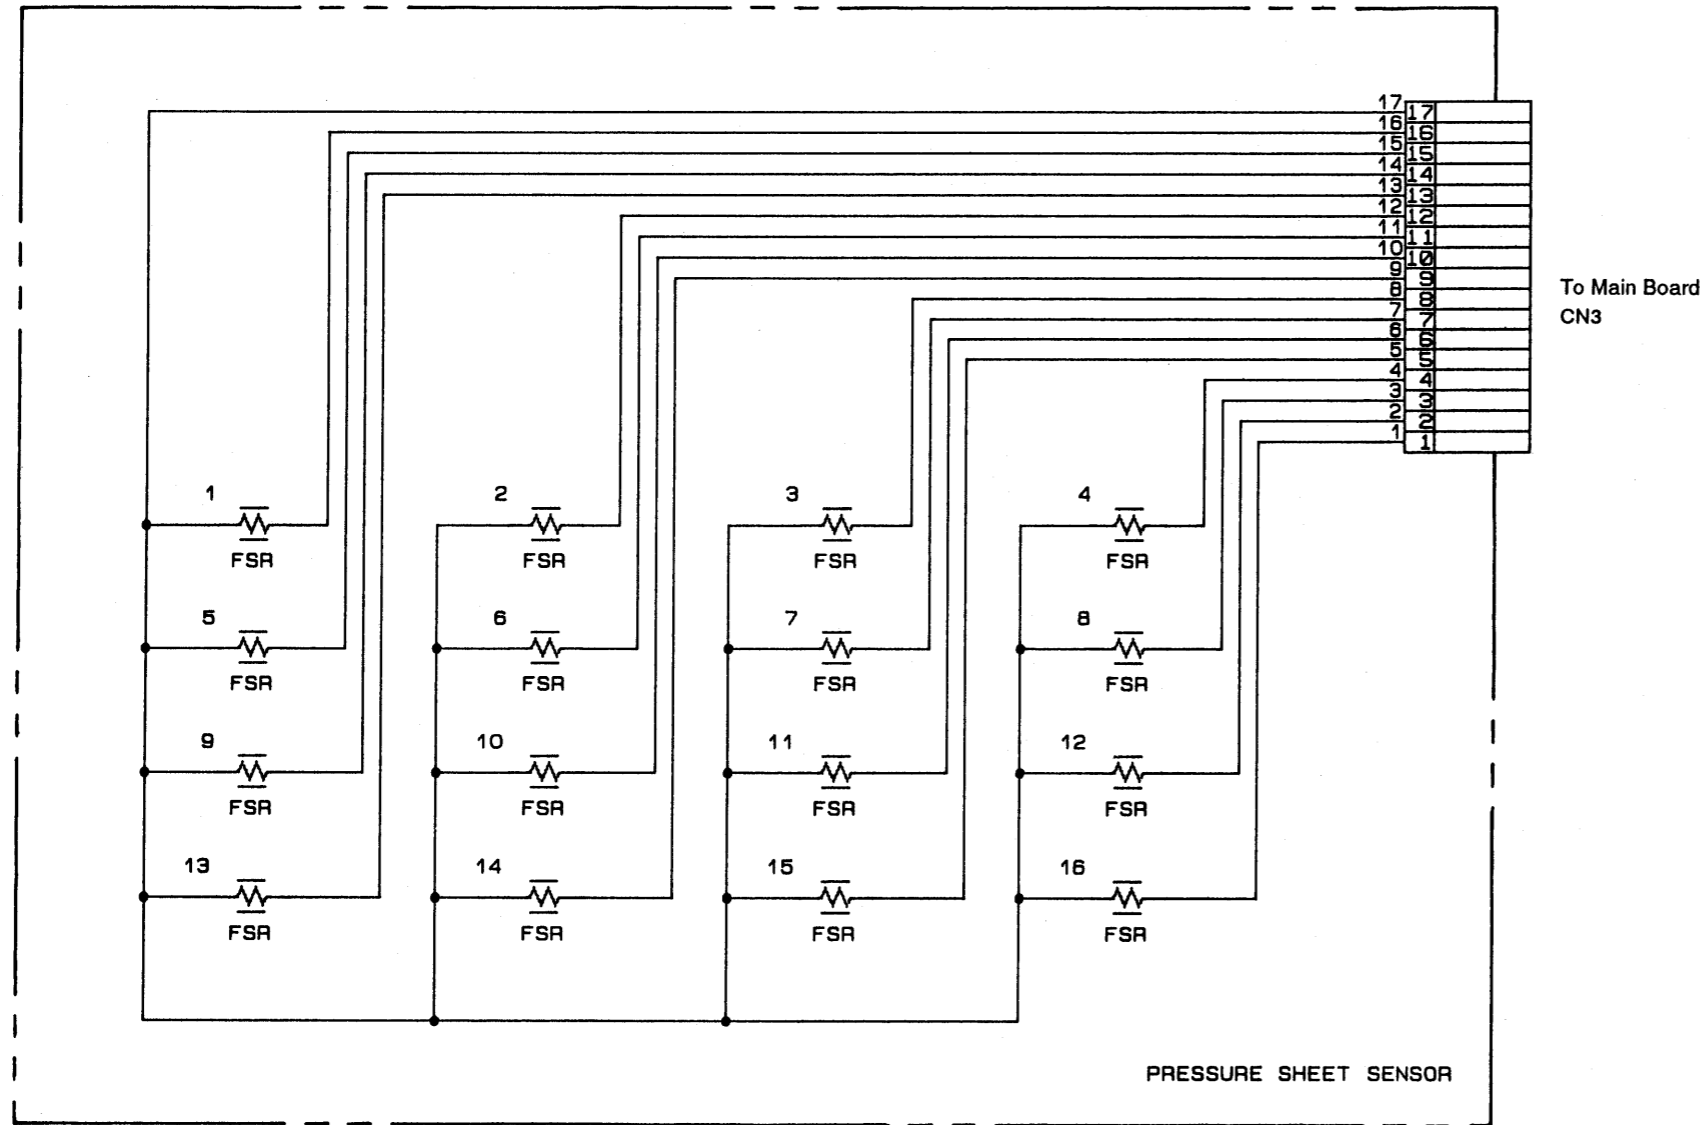 17 17
16 16
15 15
14 14
13 13
12 12
11 11
10 10
9 9
8 8
7 7
6 6
5 5
4 4
3 3
2 2
1 1
To Main Board
CN3
1 2 3 4
FSR FSR FSR FSR
5 6 7 8
FSR FSR FSR FSR
9 10 11 12
FSR FSR FSR FSR
13 14 15 16
FSR FSR FSR FSR
PRESSURE SHEET SENSOR